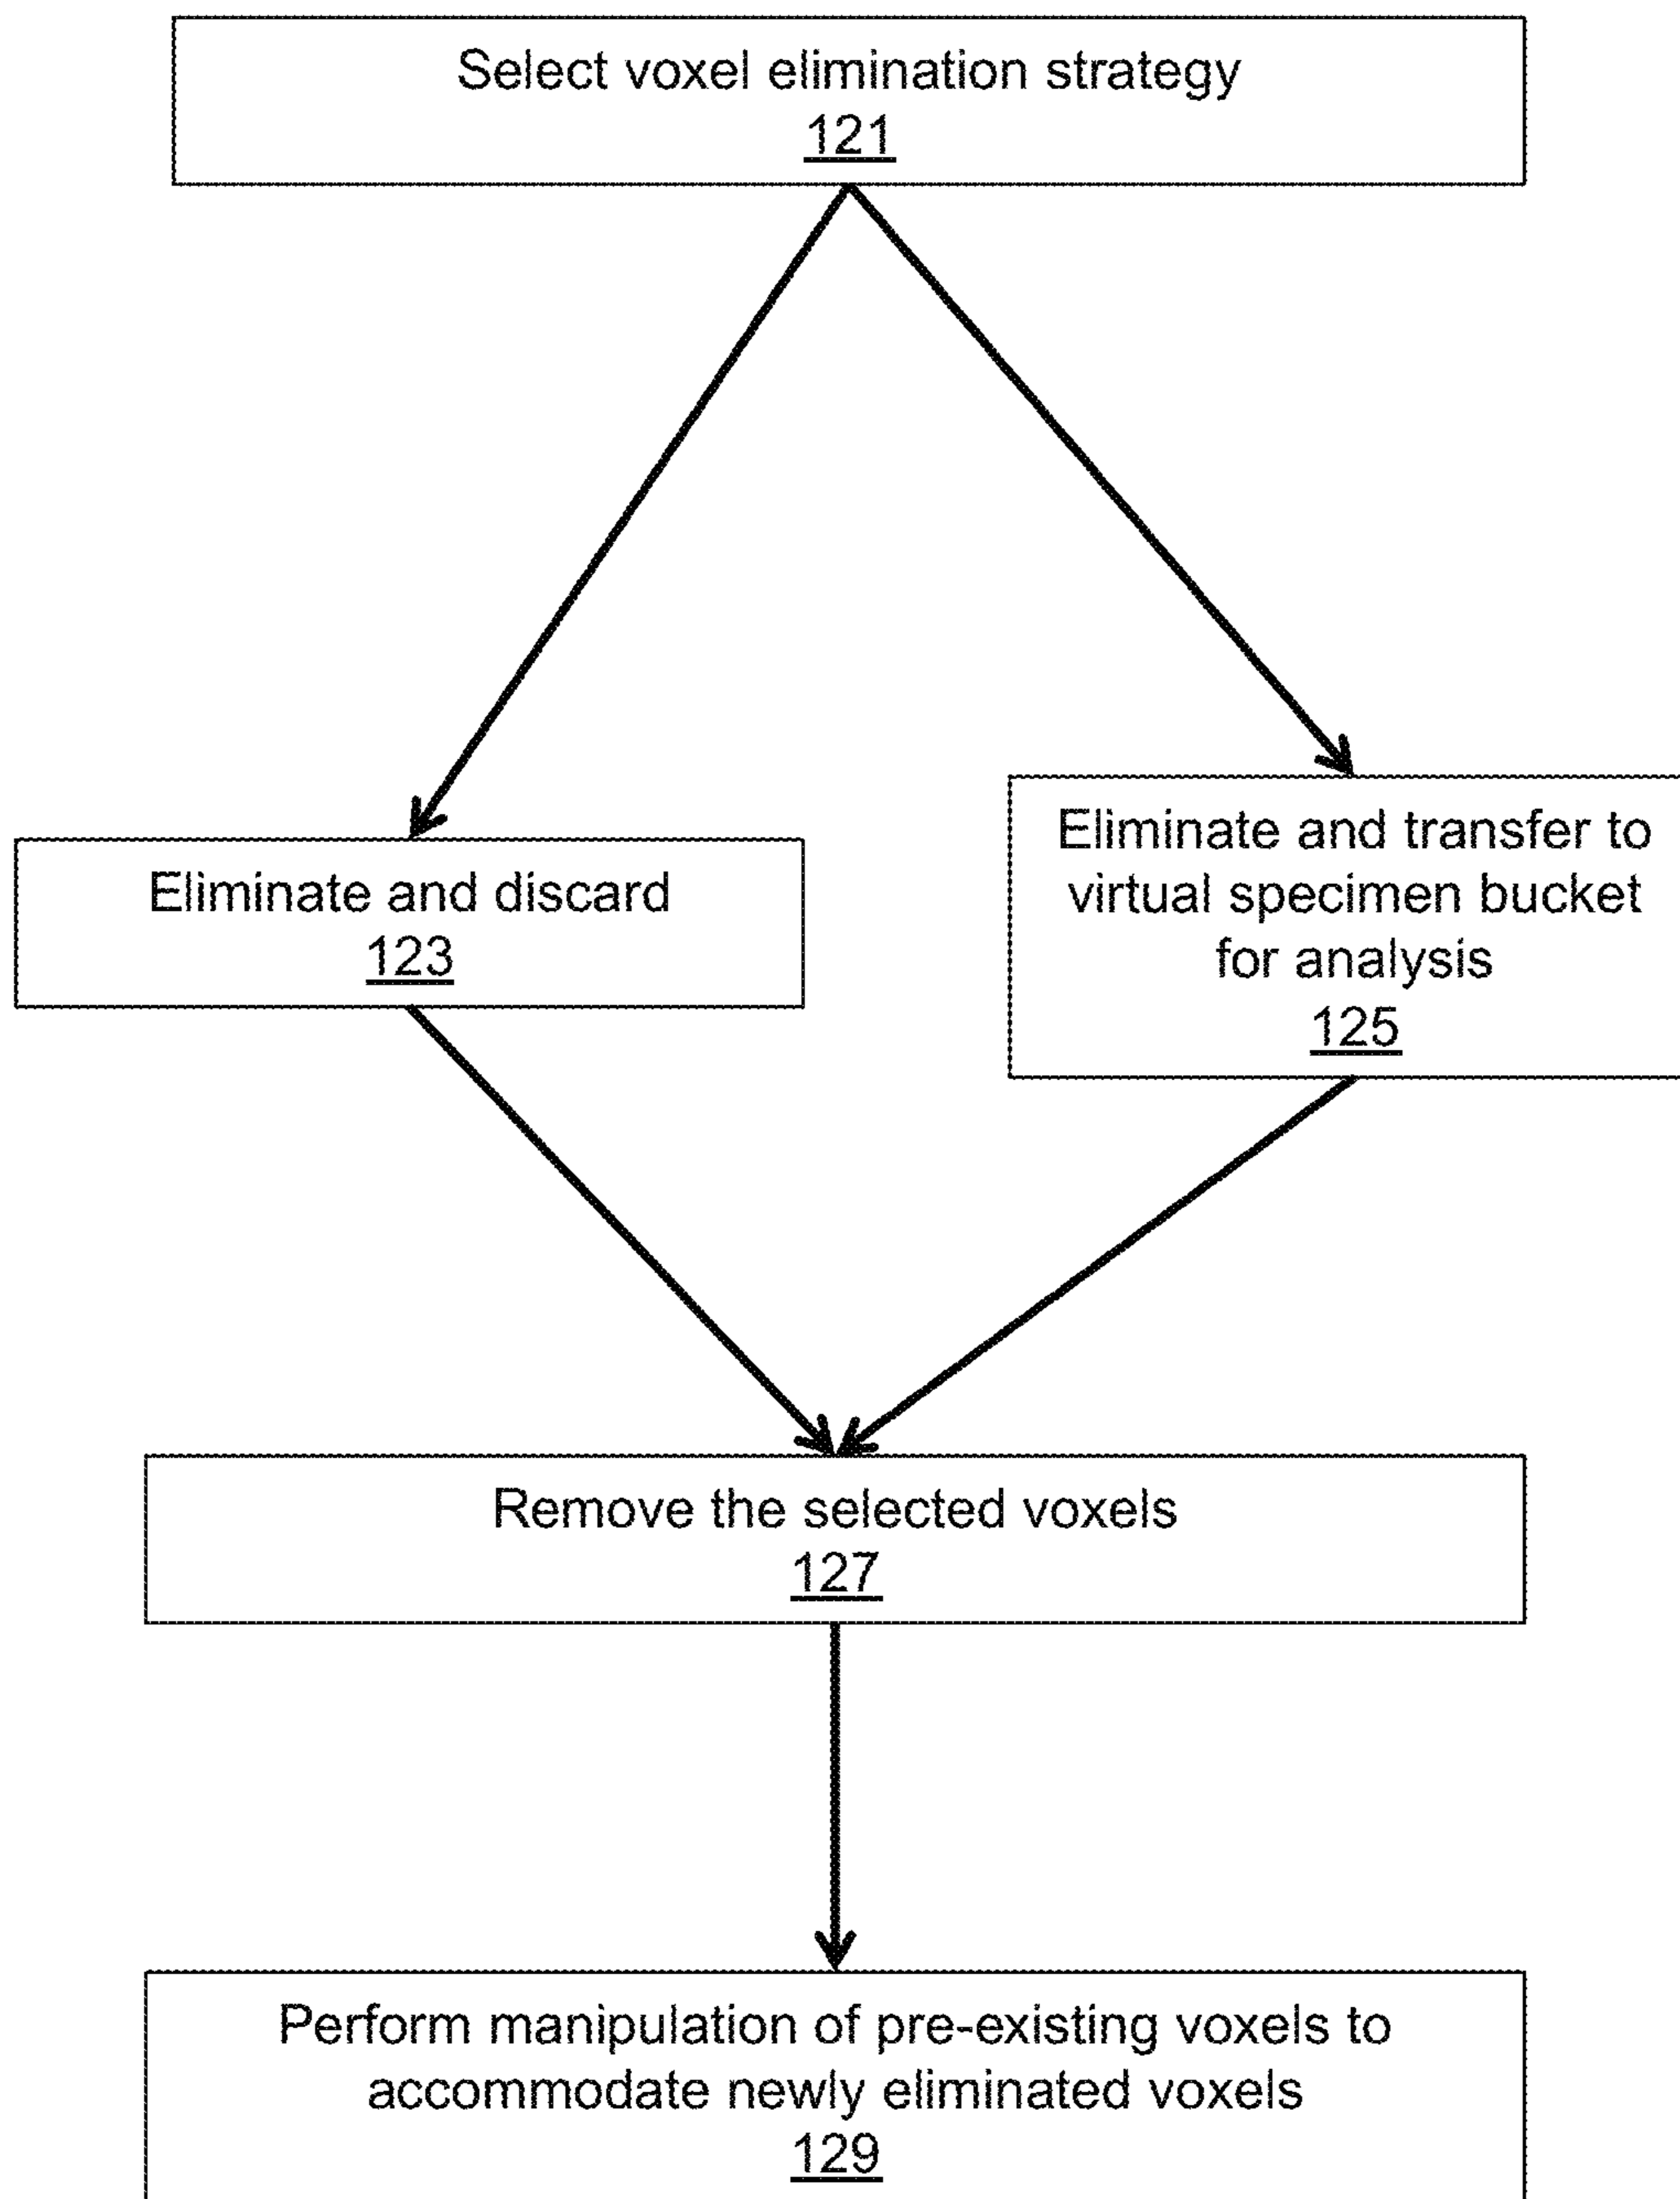 Select voxel elimination strategy
121
Eliminate and discard
123
Eliminate and transfer to
virtual specimen bucket
for analysis
125
Remove the selected voxels
127
Perform manipulation of pre-existing voxels to
accommodate newly eliminated voxels
129